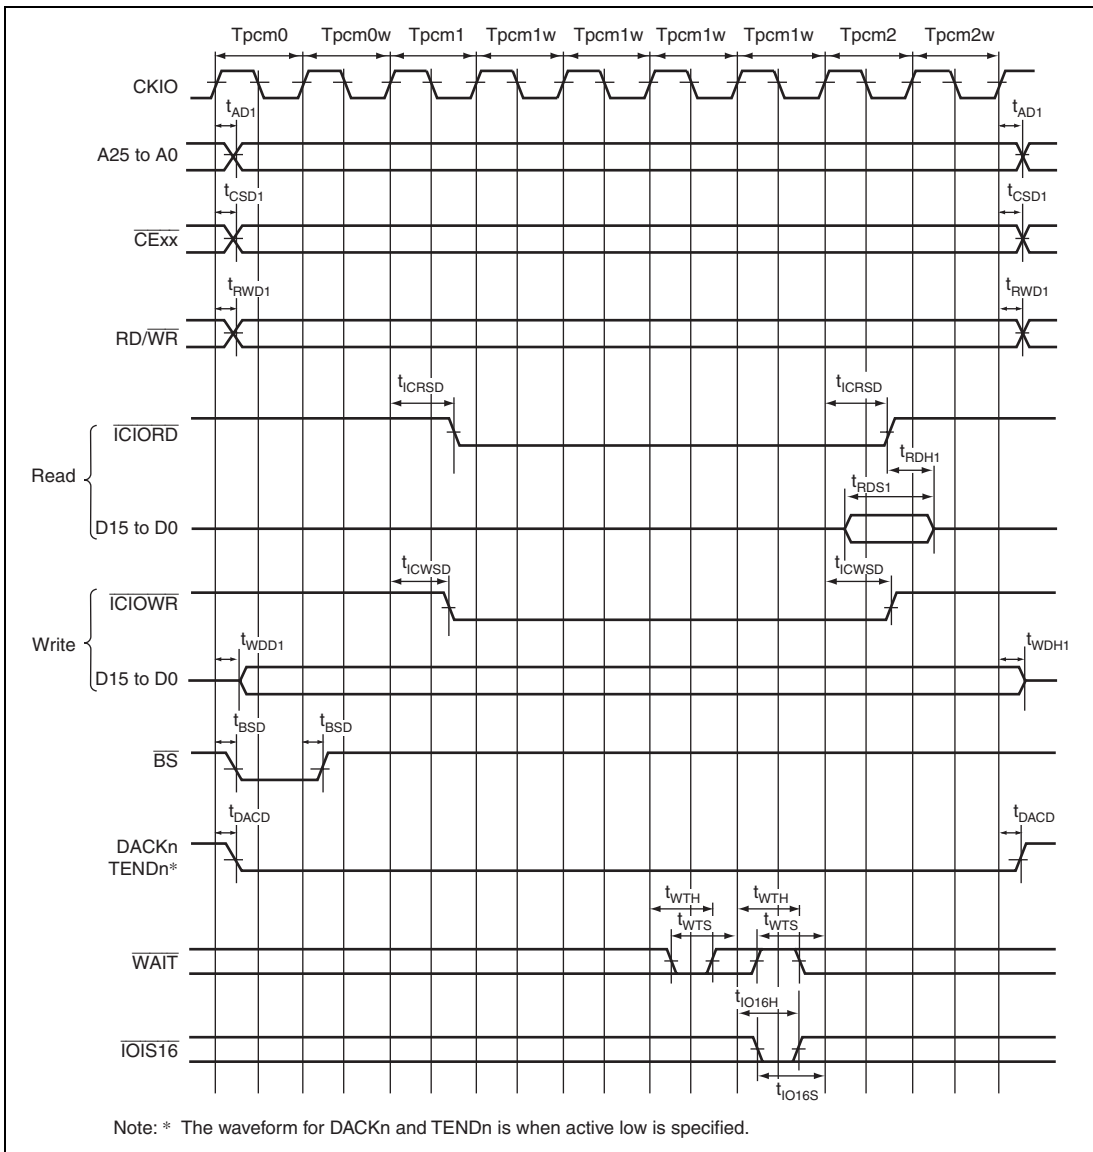 Tpcm0 Tpcm0w Tpcm1 Tpcm1w Tpcm1w Tpcm1w Tpcm1w Tpcm2 Tpcm2w
CKIO
tAD1 tAD1
A25 to A0
tCSD1 tCSD1
CExx
tRWD1 tRWD1
RD/WR
tICRSD tICRSD
ICIORD
tRDH1
Read
tRDS1
D15 to D0
tICWSD tICWSD
ICIOWR
Write
tWDD1 tWDH1
D15 to D0
tBSD tBSD
BS
tDACD tDACD
DACKn
TENDn*
tWTH tWTH
tWTS tWTS
WAIT
tIO16H
IOIS16
tIO16S
Note: * The waveform for DACKn and TENDn is when active low is specified.